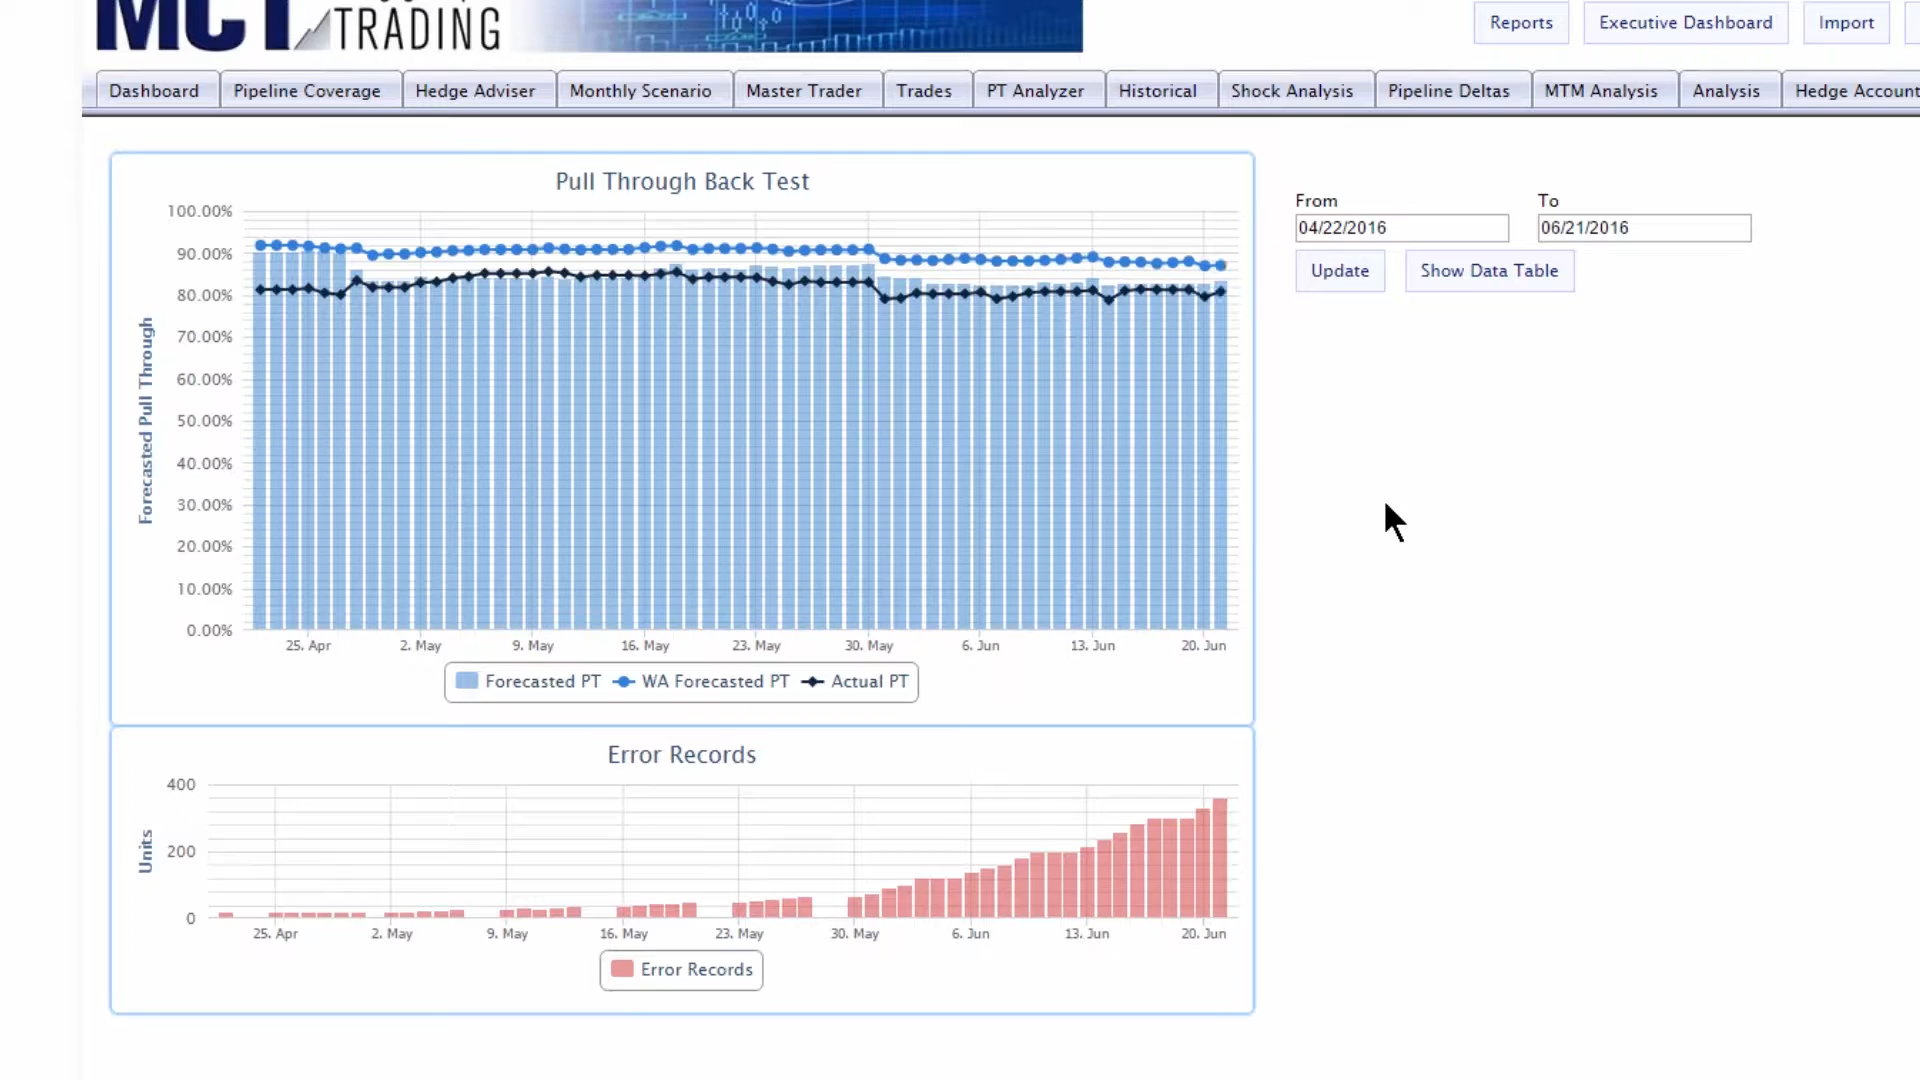 MCT TRADING
Reports Executive Dashboard Import
Dashboard Pipeline Coverage Hedge Adviser Monthly Scenario Master Trader Trades PT Analyzer Historical Shock Analysis Pipeline Deltas MTM Analysis Analysis Hedge Account
Pull Through Back Test
100.00%
90.00%
80.00%
70.00%
60.00%
50.00%
40.00%
30.00%
20.00%
10.00%
0.00%
Forecasted Pull Through
25. Apr 2. May 9. May 16. May 23. May 30. May 6. Jun 13. Jun 20. Jun
Forecasted PT WA Forecasted PT Actual PT
From To
04/22/2016 06/21/2016
Update Show Data Table
Error Records
400
200
0
Units
25. Apr 2. May 9. May 16. May 23. May 30. May 6. Jun 13. Jun 20. Jun
Error Records